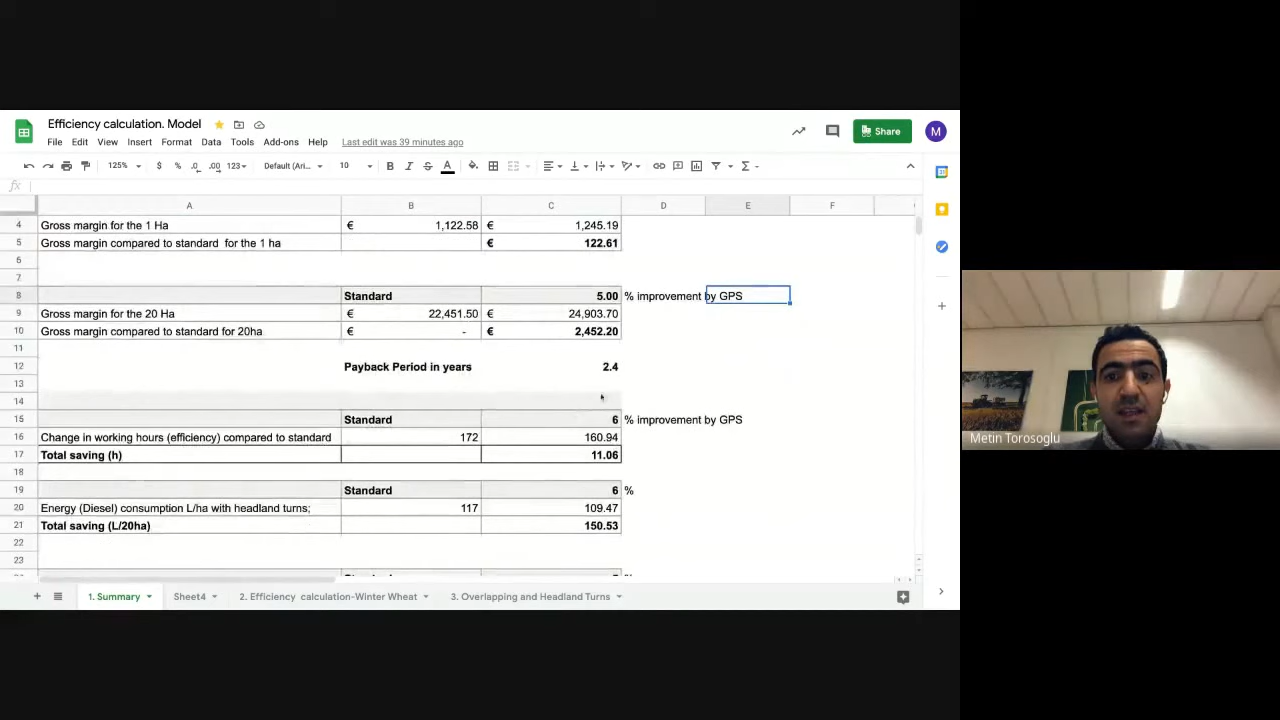 Efficiency calculation. Model
File Edit View Insert Format Data Tools Add-ons Help Last edit was 39 minutes ago
Share
M
125% $ % .0 .00 123 Default (Ari... 10 B I S A
fx
A B C D E F
4 Gross margin for the 1 Ha € 1,122.58 € 1,245.19
5 Gross margin compared to standard for the 1 ha € 122.61
6
7
8 Standard 5.00 % improvement by GPS
9 Gross margin for the 20 Ha € 22,451.50 € 24,903.70
10 Gross margin compared to standard for 20ha € - € 2,452.20
11
12 Payback Period in years 2.4
13
14
15 Standard 6 % improvement by GPS
16 Change in working hours (efficiency) compared to standard 172 160.94
17 Total saving (h) 11.06
18
19 Standard 6 %
20 Energy (Diesel) consumption L/ha with headland turns; 117 109.47
21 Total saving (L/20ha) 150.53
22
23
1. Summary Sheet4 2. Efficiency calculation-Winter Wheat 3. Overlapping and Headland Turns
Metin Torosoglu